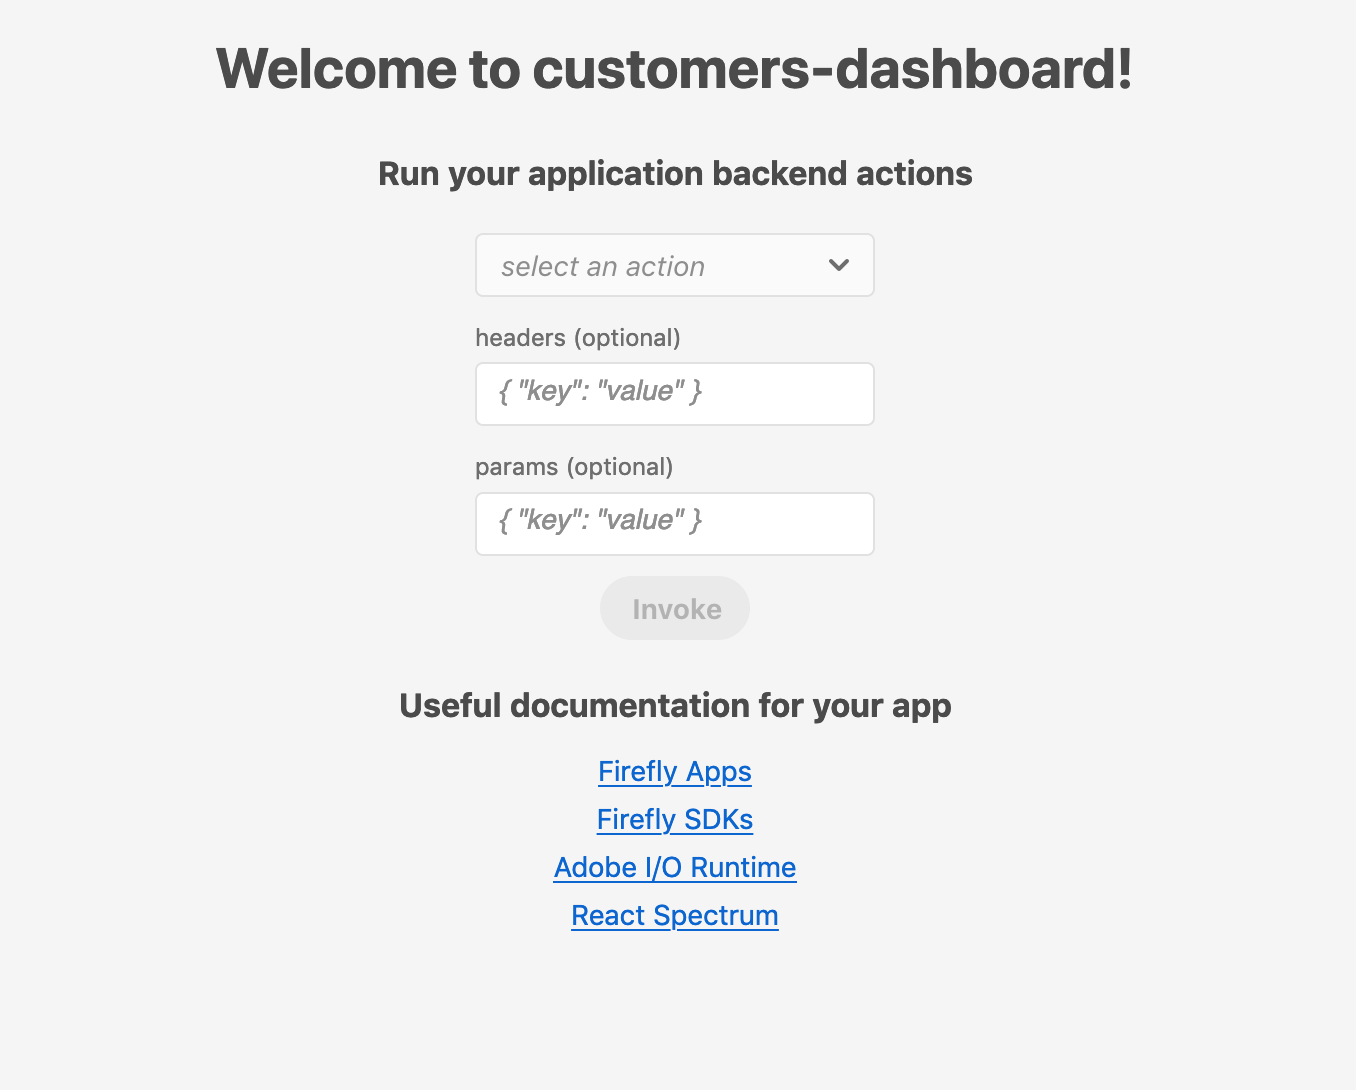 Welcome to customers-dashboard!
Run your application backend actions
select an action
headers (optional)
{ "key": "value" }
params (optional)
{ "key": "value" }
Invoke
Useful documentation for your app
Firefly Apps
Firefly SDKs
Adobe I/O Runtime
React Spectrum